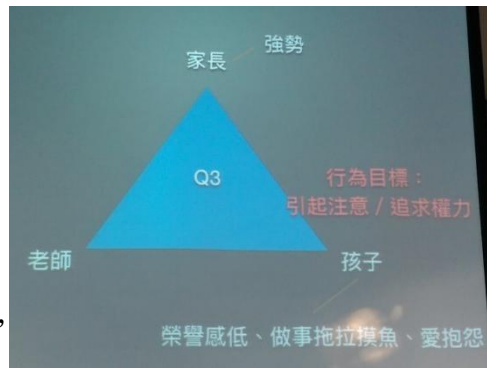 強勢
家長
Q3
行為目標：
引起注意 / 追求權力
老師
孩子
榮譽感低、做事拖拉摸魚、愛抱怨
,